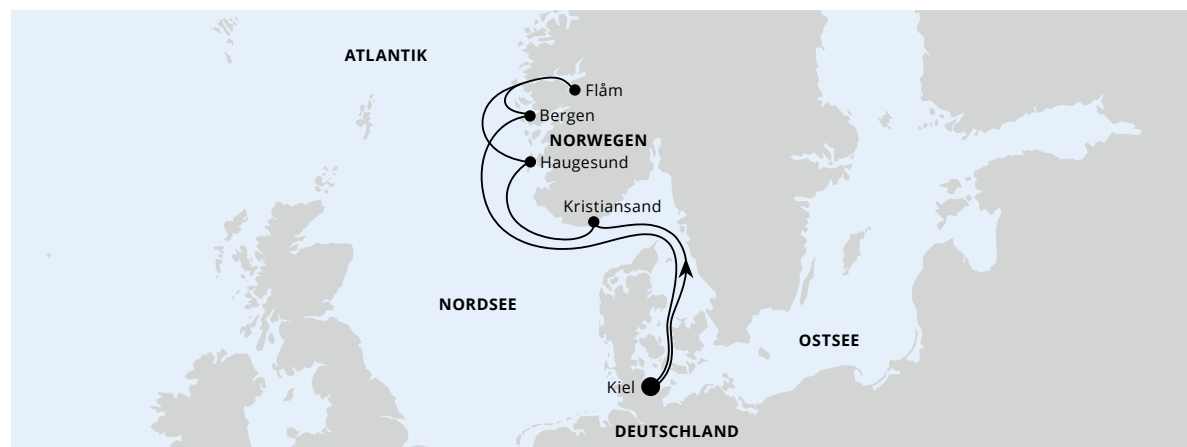 ATLANTIK
Flåm
Bergen
NORWEGEN
Haugesund
Kristiansand
NORDSEE
OSTSEE
Kiel
DEUTSCHLAND